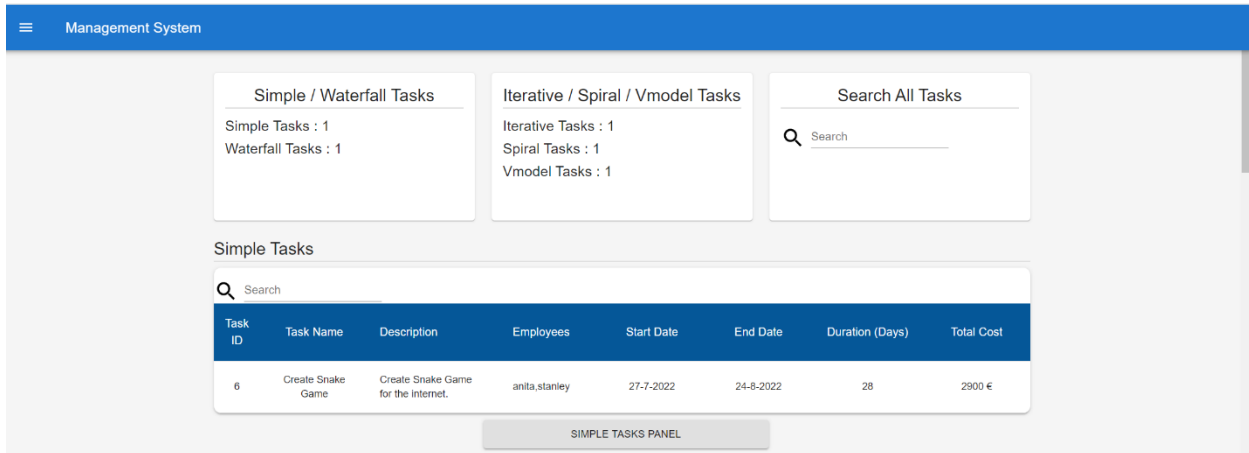 Management System
Simple / Waterfall Tasks
Simple Tasks : 1
Waterfall Tasks : 1
Iterative / Spiral / Vmodel Tasks
Iterative Tasks : 1
Spiral Tasks : 1
Vmodel Tasks : 1
Search All Tasks
Search
Simple Tasks
Search
Task ID Task Name Description Employees Start Date End Date Duration (Days) Total Cost
6 Create Snake Game Create Snake Game for the internet. anita,stanley 27-7-2022 24-8-2022 28 2900 €
SIMPLE TASKS PANEL